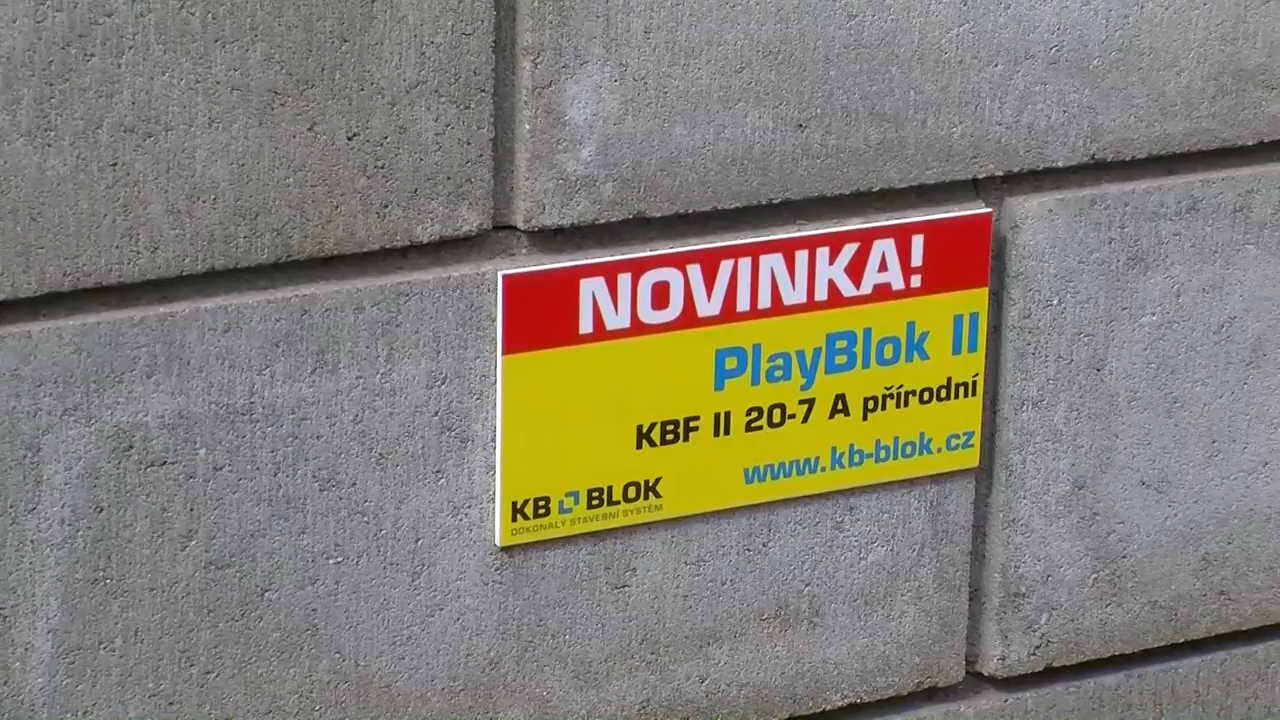 NOVINKA!
PlayBlok II
KBF II 20-7 A přírodní
www.kb-blok.cz
KB BLOK
DOKONALÝ STAVEBNÍ SYSTÉM